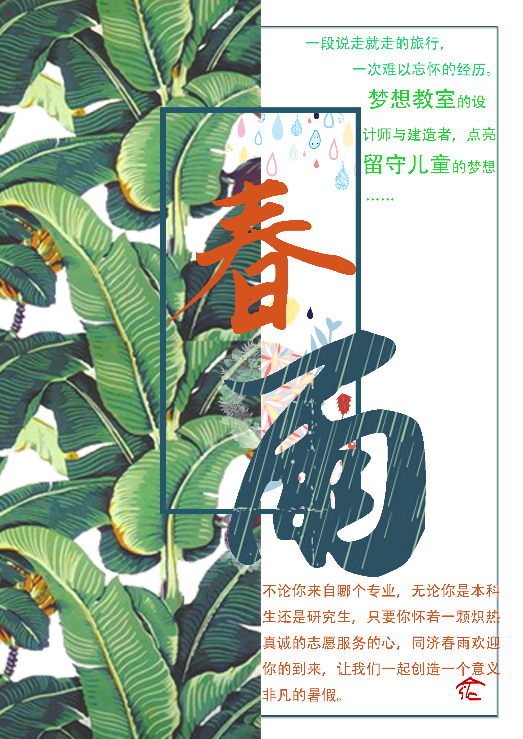 一段说走就走的旅行，
一次难以忘怀的经历。
梦想教室的设
计师与建造者，点亮
留守儿童的梦想
……
春
雨
不论你来自哪个专业，无论你是本科
生还是研究生，只要你怀着一颗炽热
真诚的志愿服务的心，同济春雨欢迎
你的到来，让我们一起创造一个意义
非凡的暑假。